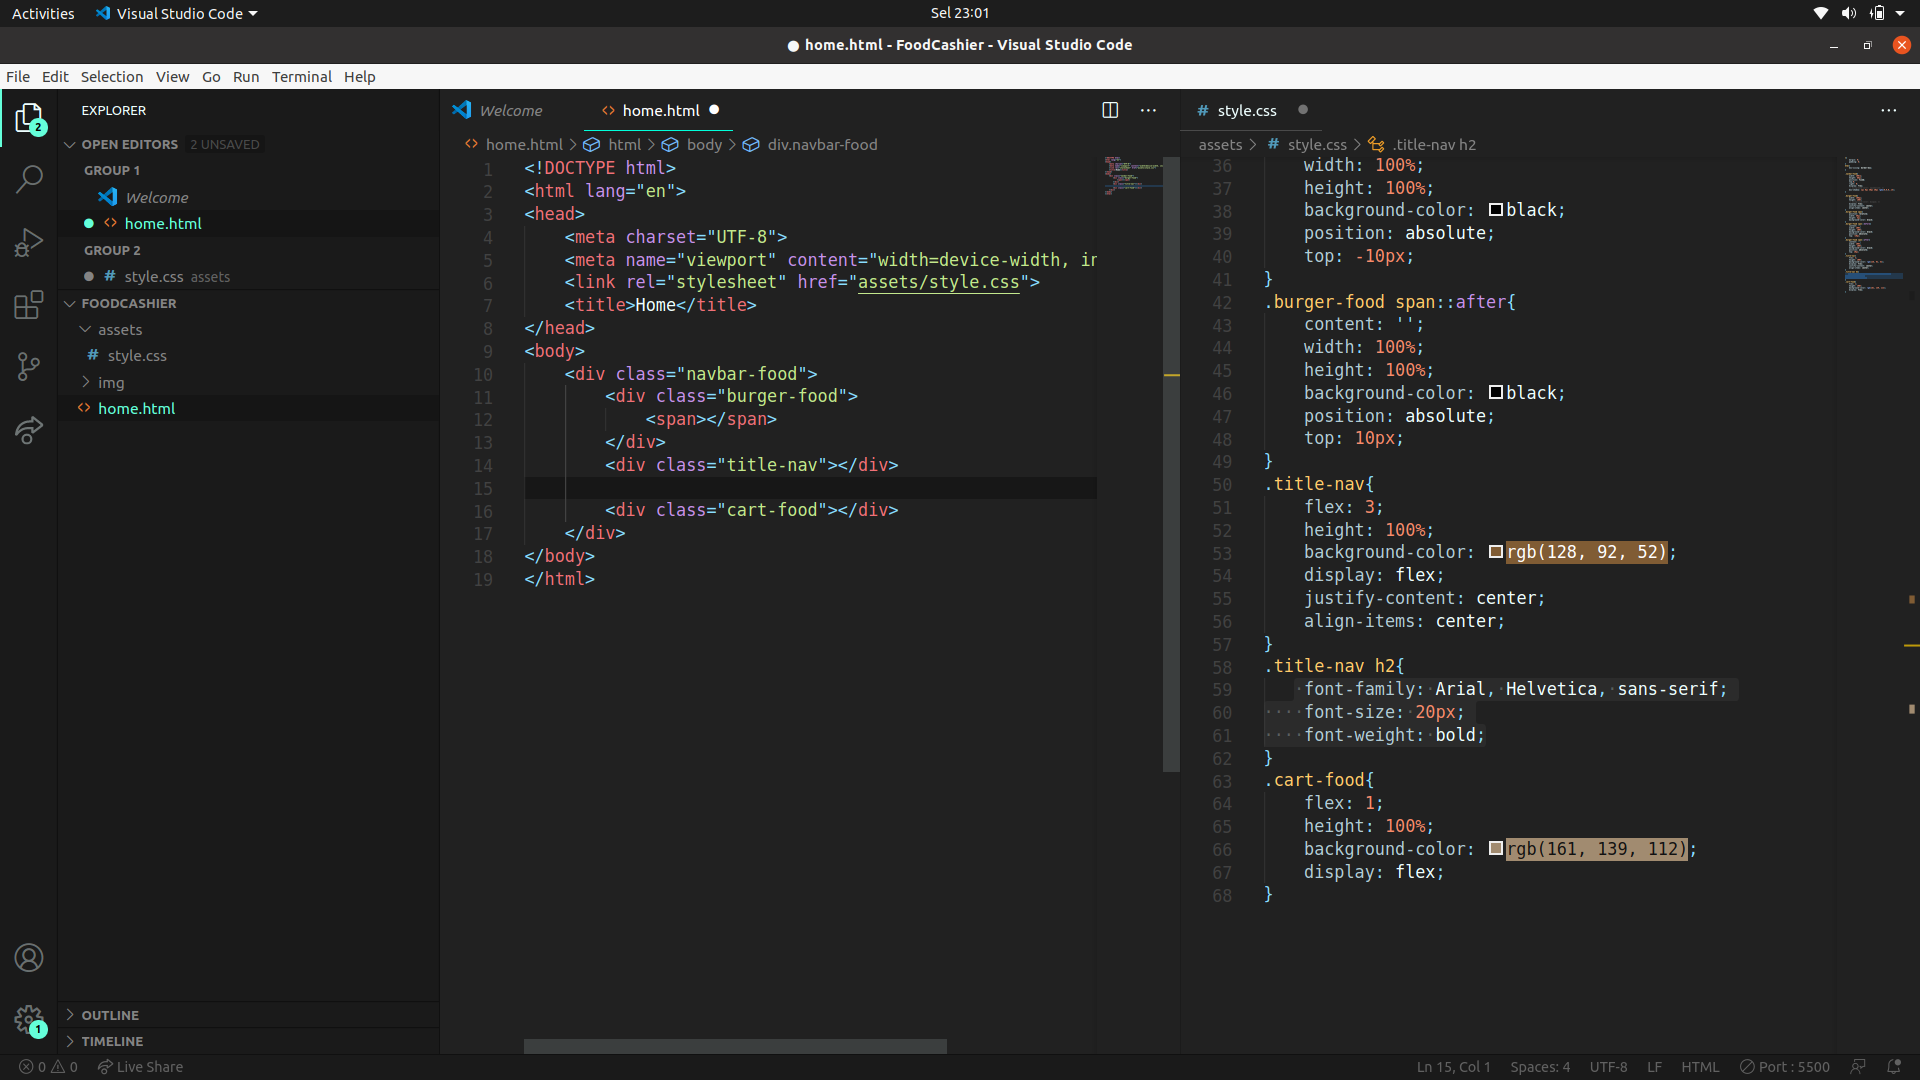 Activities Visual Studio Code Sel 23:01
● home.html - FoodCashier - Visual Studio Code
File Edit Selection View Go Run Terminal Help
EXPLORER
OPEN EDITORS 2 UNSAVED
GROUP 1
Welcome
home.html
GROUP 2
style.css assets
FOODCASHIER
assets
style.css
img
home.html
OUTLINE
TIMELINE
2
1
Welcome home.html
home.html > html > body > div.navbar-food
1 <!DOCTYPE html>
2 <html lang="en">
3 <head>
4 <meta charset="UTF-8">
5 <meta name="viewport" content="width=device-width, in
6 <link rel="stylesheet" href="assets/style.css">
7 <title>Home</title>
8 </head>
9 <body>
10 <div class="navbar-food">
11 <div class="burger-food">
12 <span></span>
13 </div>
14 <div class="title-nav"></div>
15
16 <div class="cart-food"></div>
17 </div>
18 </body>
19 </html>
# style.css
assets > # style.css > .title-nav h2
36 width: 100%;
37 height: 100%;
38 background-color: black;
39 position: absolute;
40 top: -10px;
41 }
42 .burger-food span::after{
43 content: '';
44 width: 100%;
45 height: 100%;
46 background-color: black;
47 position: absolute;
48 top: 10px;
49 }
50 .title-nav{
51 flex: 3;
52 height: 100%;
53 background-color: rgb(128, 92, 52);
54 display: flex;
55 justify-content: center;
56 align-items: center;
57 }
58 .title-nav h2{
59 font-family: Arial, Helvetica, sans-serif;
60 font-size: 20px;
61 font-weight: bold;
62 }
63 .cart-food{
64 flex: 1;
65 height: 100%;
66 background-color: rgb(161, 139, 112);
67 display: flex;
68 }
0 0 Live Share Ln 15, Col 1 Spaces: 4 UTF-8 LF HTML Port : 5500